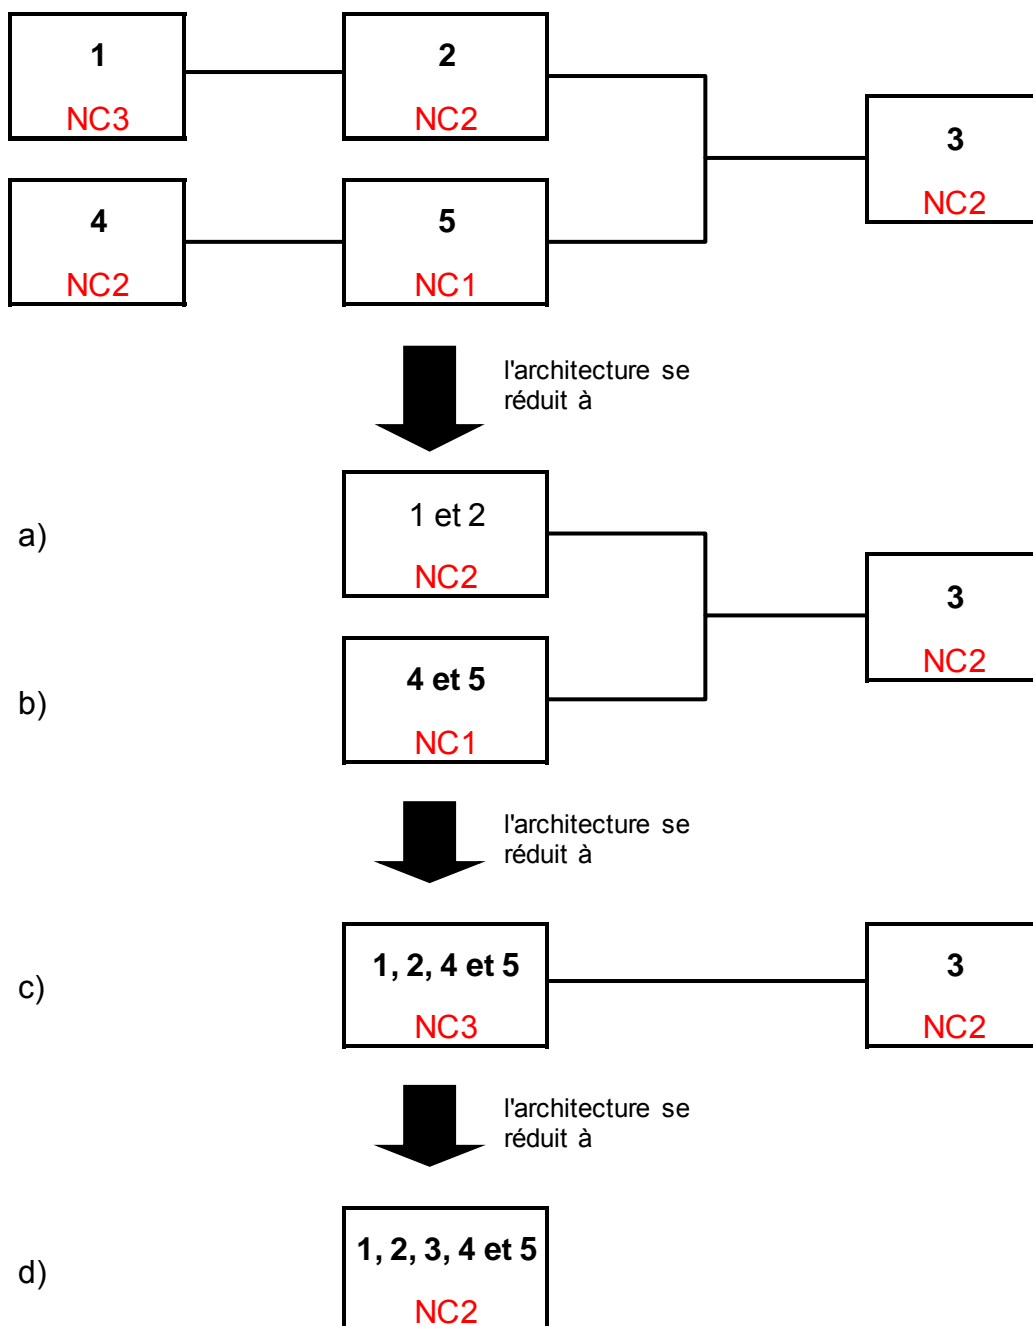 1
NC3
2
NC2
3
NC2
4
NC2
5
NC1
l'architecture se
réduit à
a)
1 et 2
NC2
3
NC2
b)
4 et 5
NC1
l'architecture se
réduit à
c)
1, 2, 4 et 5
NC3
3
NC2
l'architecture se
réduit à
d)
1, 2, 3, 4 et 5
NC2